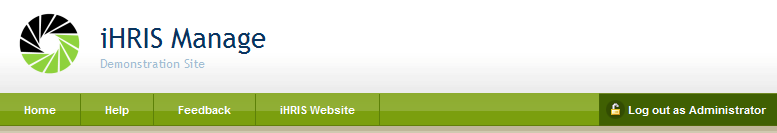 iHRIS Manage
Demonstration Site
Home Help Feedback iHRIS Website Log out as Administrator